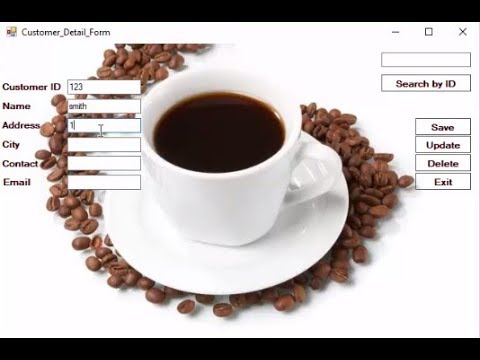 Customer_Detail_Form
Customer ID 123
Search by ID
Name smith
Address 1
Save
City
Update
Contact
Delete
Email
Exit